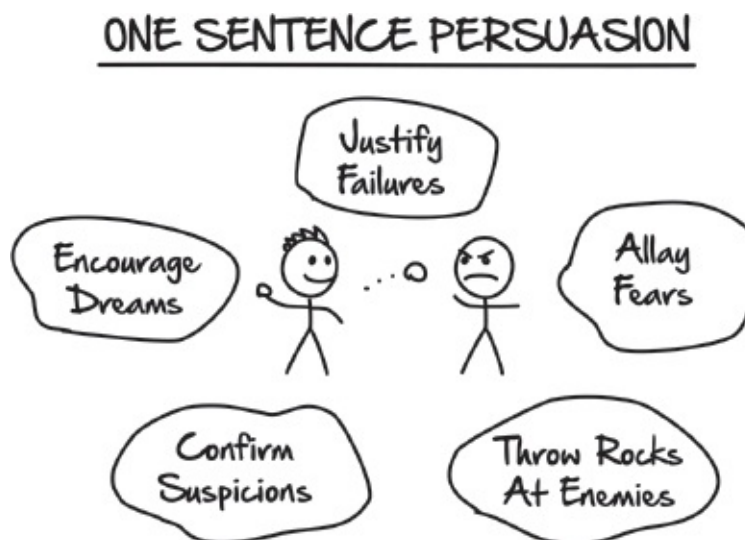 ONE SENTENCE PERSUASION
Justify
Failures
Encourage
Dreams
Allay
Fears
Confirm
Suspicions
Throw Rocks
At Enemies